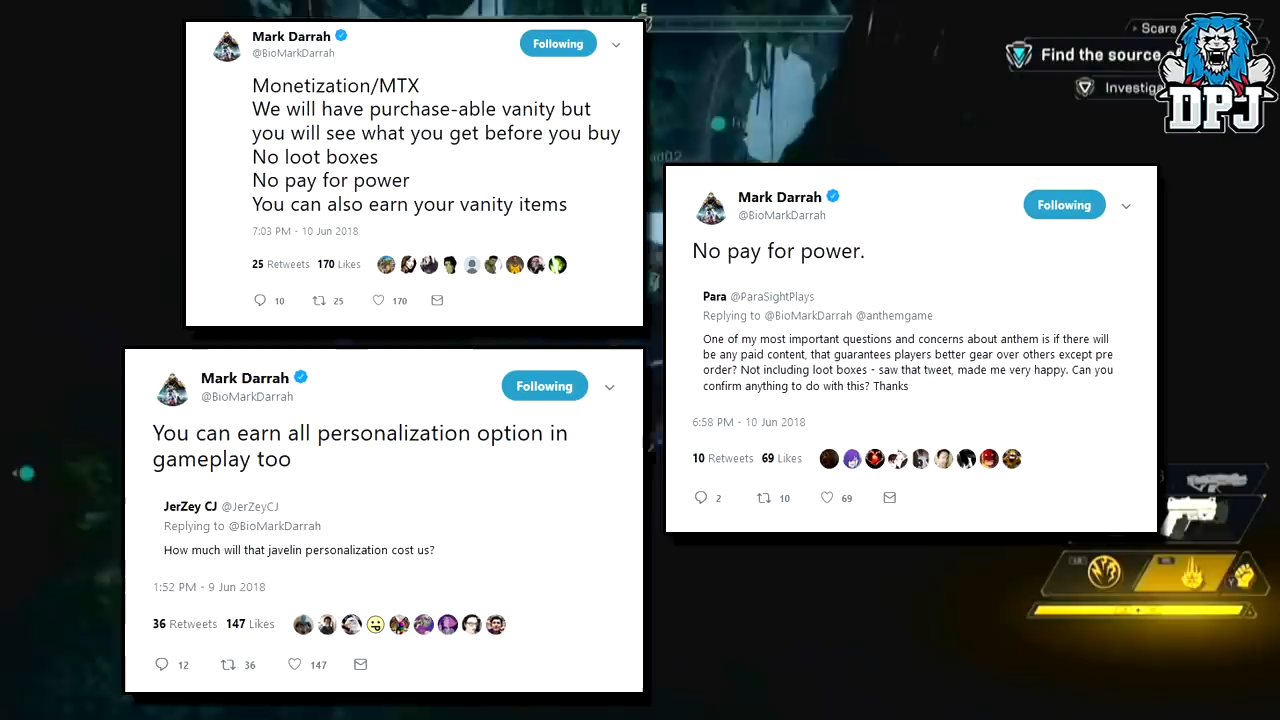 Mark Darrah
@BioMarkDarrah
Following
Monetization/MTX
We will have purchase-able vanity but
you will see what you get before you buy
No loot boxes
No pay for power
You can also earn your vanity items
7:03 PM - 10 Jun 2018
25 Retweets 170 Likes
10 25 170
Mark Darrah
@BioMarkDarrah
Following
You can earn all personalization option in
gameplay too
JerZey CJ @JerZeyCJ
Replying to @BioMarkDarrah
How much will that javelin personalization cost us?
1:52 PM - 9 Jun 2018
36 Retweets 147 Likes
12 36 147
Mark Darrah
@BioMarkDarrah
Following
No pay for power.
Para @ParaSightPlays
Replying to @BioMarkDarrah @anthemgame
One of my most important questions and concerns about anthem is if there will
be any paid content, that guarantees players better gear over others except pre
order? Not including loot boxes - saw that tweet, made me very happy. Can you
confirm anything to do with this? Thanks
6:58 PM - 10 Jun 2018
10 Retweets 69 Likes
2 10 69
E
Scars
Find the source
Investiga
DPJ